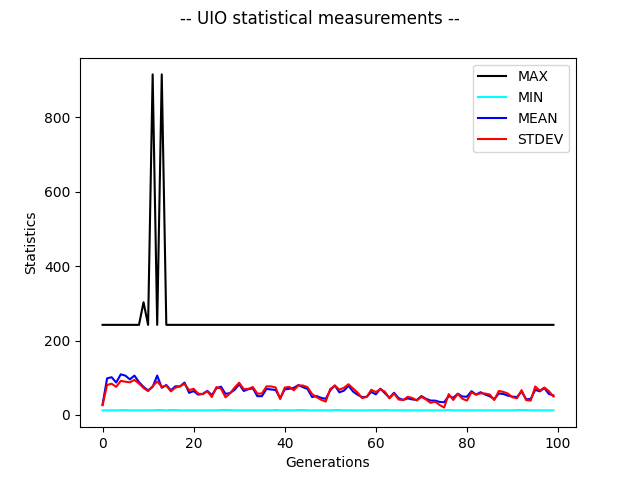 -- UIO statistical measurements --
MAX
MIN
MEAN
STDEV
Statistics
800
600
400
200
0
0 20 40 60 80 100
Generations